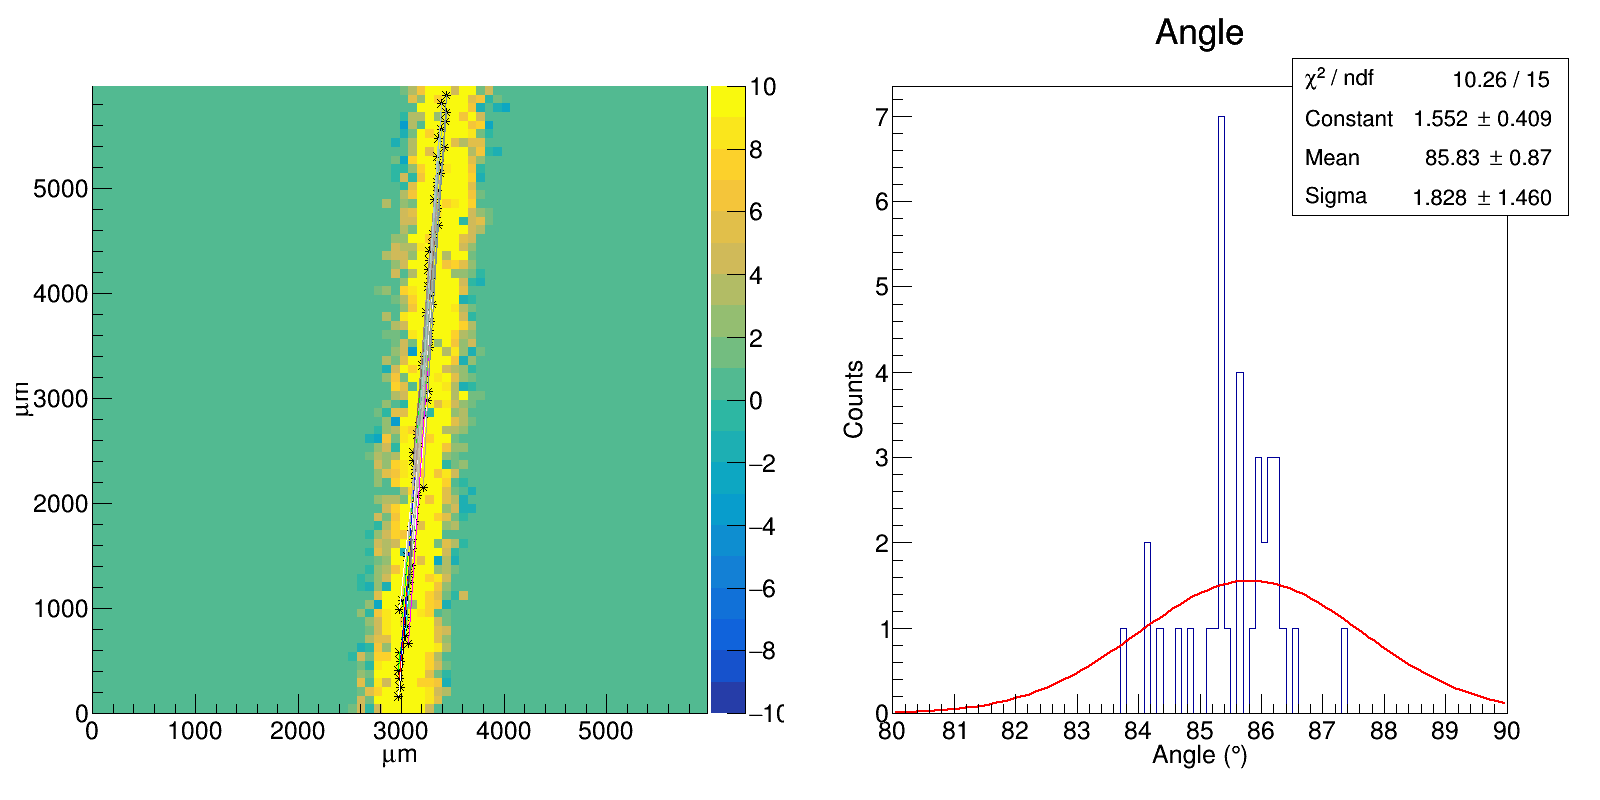 Angle
χ² / ndf 10.26 / 15
Constant 1.552 ± 0.409
Mean 85.83 ± 0.87
Sigma 1.828 ± 1.460
5000
4000
3000
2000
1000
0
μm
0 1000 2000 3000 4000 5000
μm
10
8
6
4
2
0
−2
−4
−6
−8
−10
7
6
5
4
3
2
1
0
Counts
80 81 82 83 84 85 86 87 88 89 90
Angle (°)